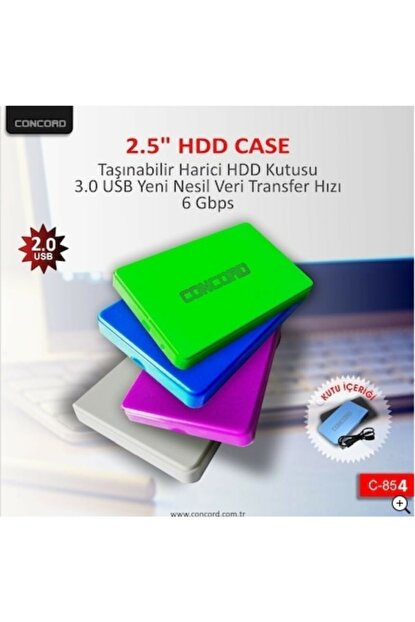 CONCORD
2.5" HDD CASE
Taşınabilir Harici HDD Kutusu
3.0 USB Yeni Nesil Veri Transfer Hızı
6 Gbps
2.0
USB
CONCORD
KUTU İÇERİĞİ
CONCORD
C-854
www.concord.com.tr